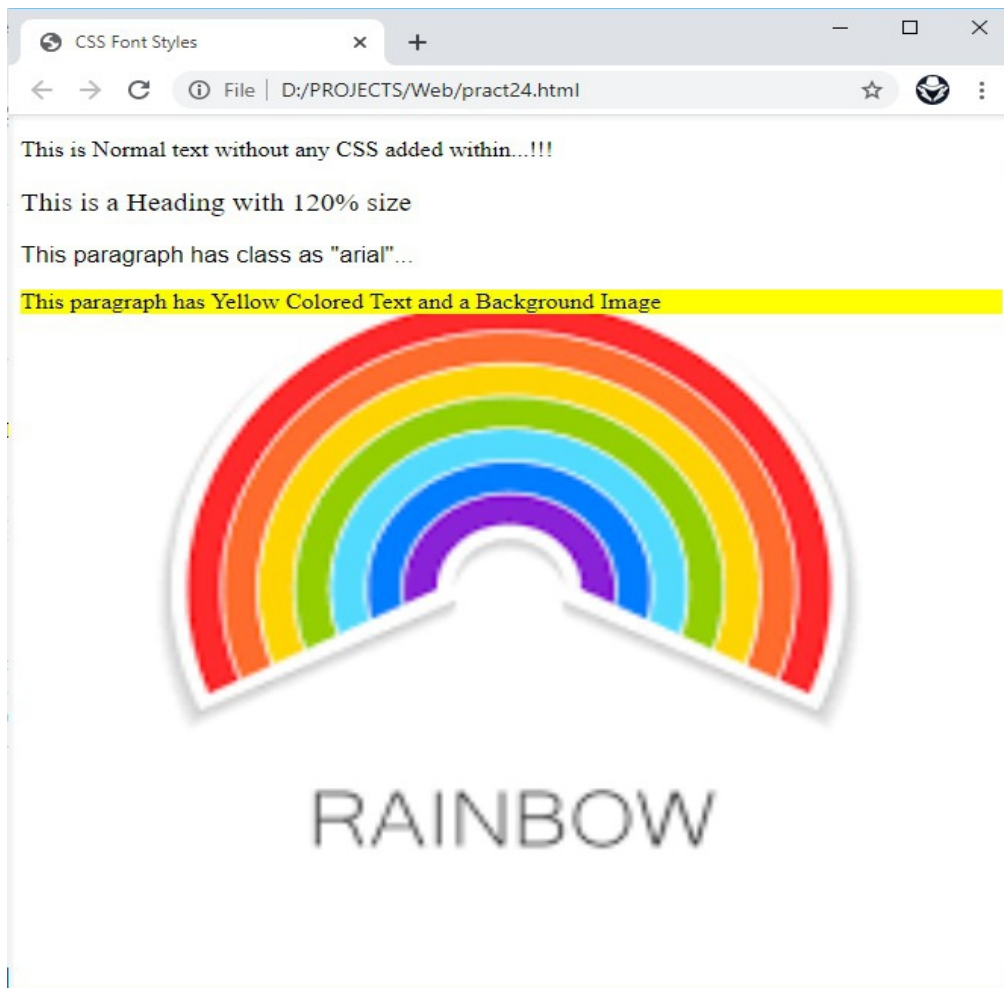 CSS Font Styles
File | D:/PROJECTS/Web/pract24.html
This is Normal text without any CSS added within...!!!
This is a Heading with 120% size
This paragraph has class as "arial"...
This paragraph has Yellow Colored Text and a Background Image
RAINBOW